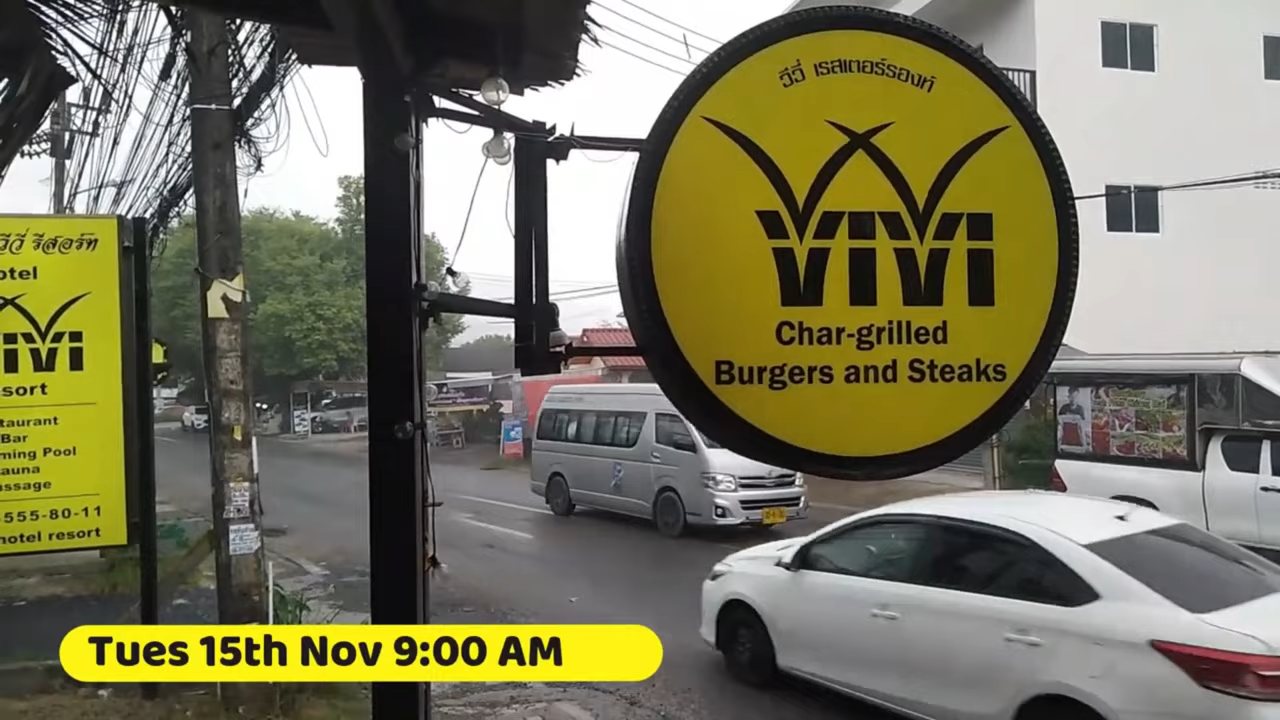 วีวี่ เรสเตอร์รองท์
VIVI
Char-grilled
Burgers and Steaks
วีวี่ รีสอร์ท
otel
IVI
sort
taurant
Bar
ming Pool
auna
assage
-555-80-11
hotel resort
Tues 15th Nov 9:00 AM